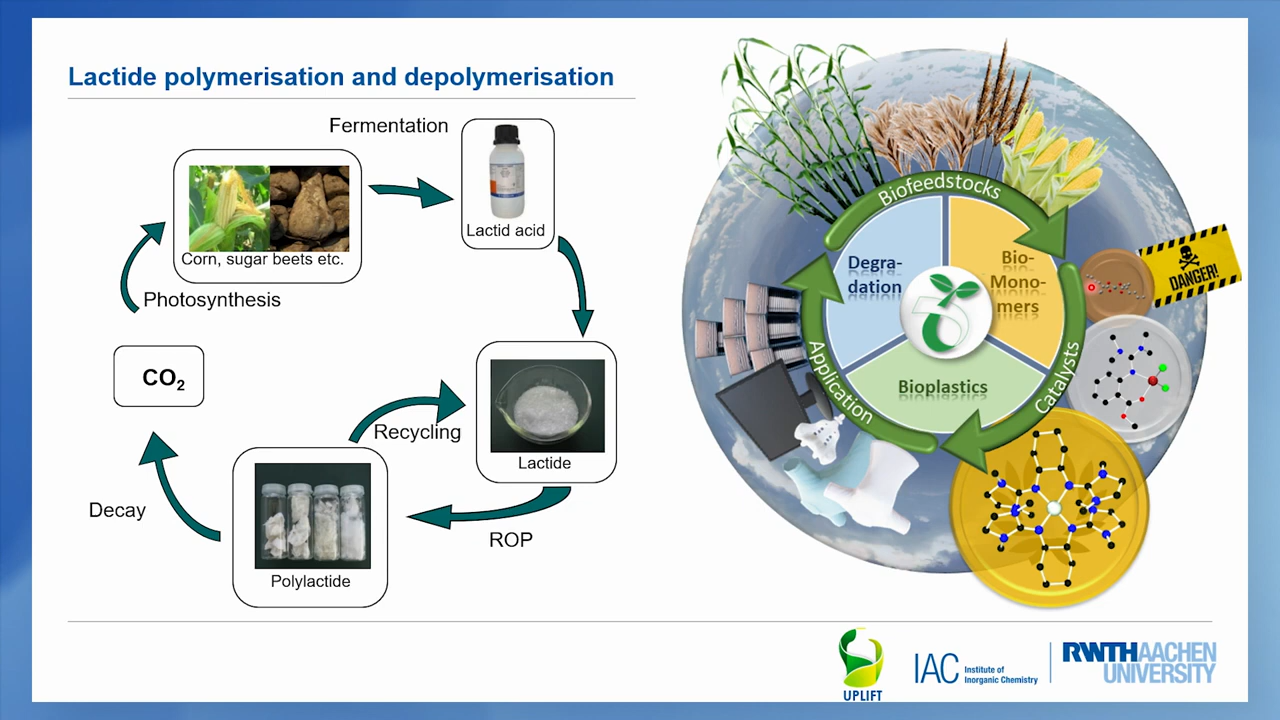 Lactide polymerisation and depolymerisation
Fermentation
Lactid acid
Corn, sugar beets etc.
Photosynthesis
CO₂
Recycling
Lactide
Decay
ROP
Polylactide
Biofeedstocks
Degra-
dation
Bio-
Mono-
mers
DANGER!
Application
Bioplastics
Catalysts
UPLIFT
IAC Institute of
Inorganic Chemistry
RWTHAACHEN
UNIVERSITY